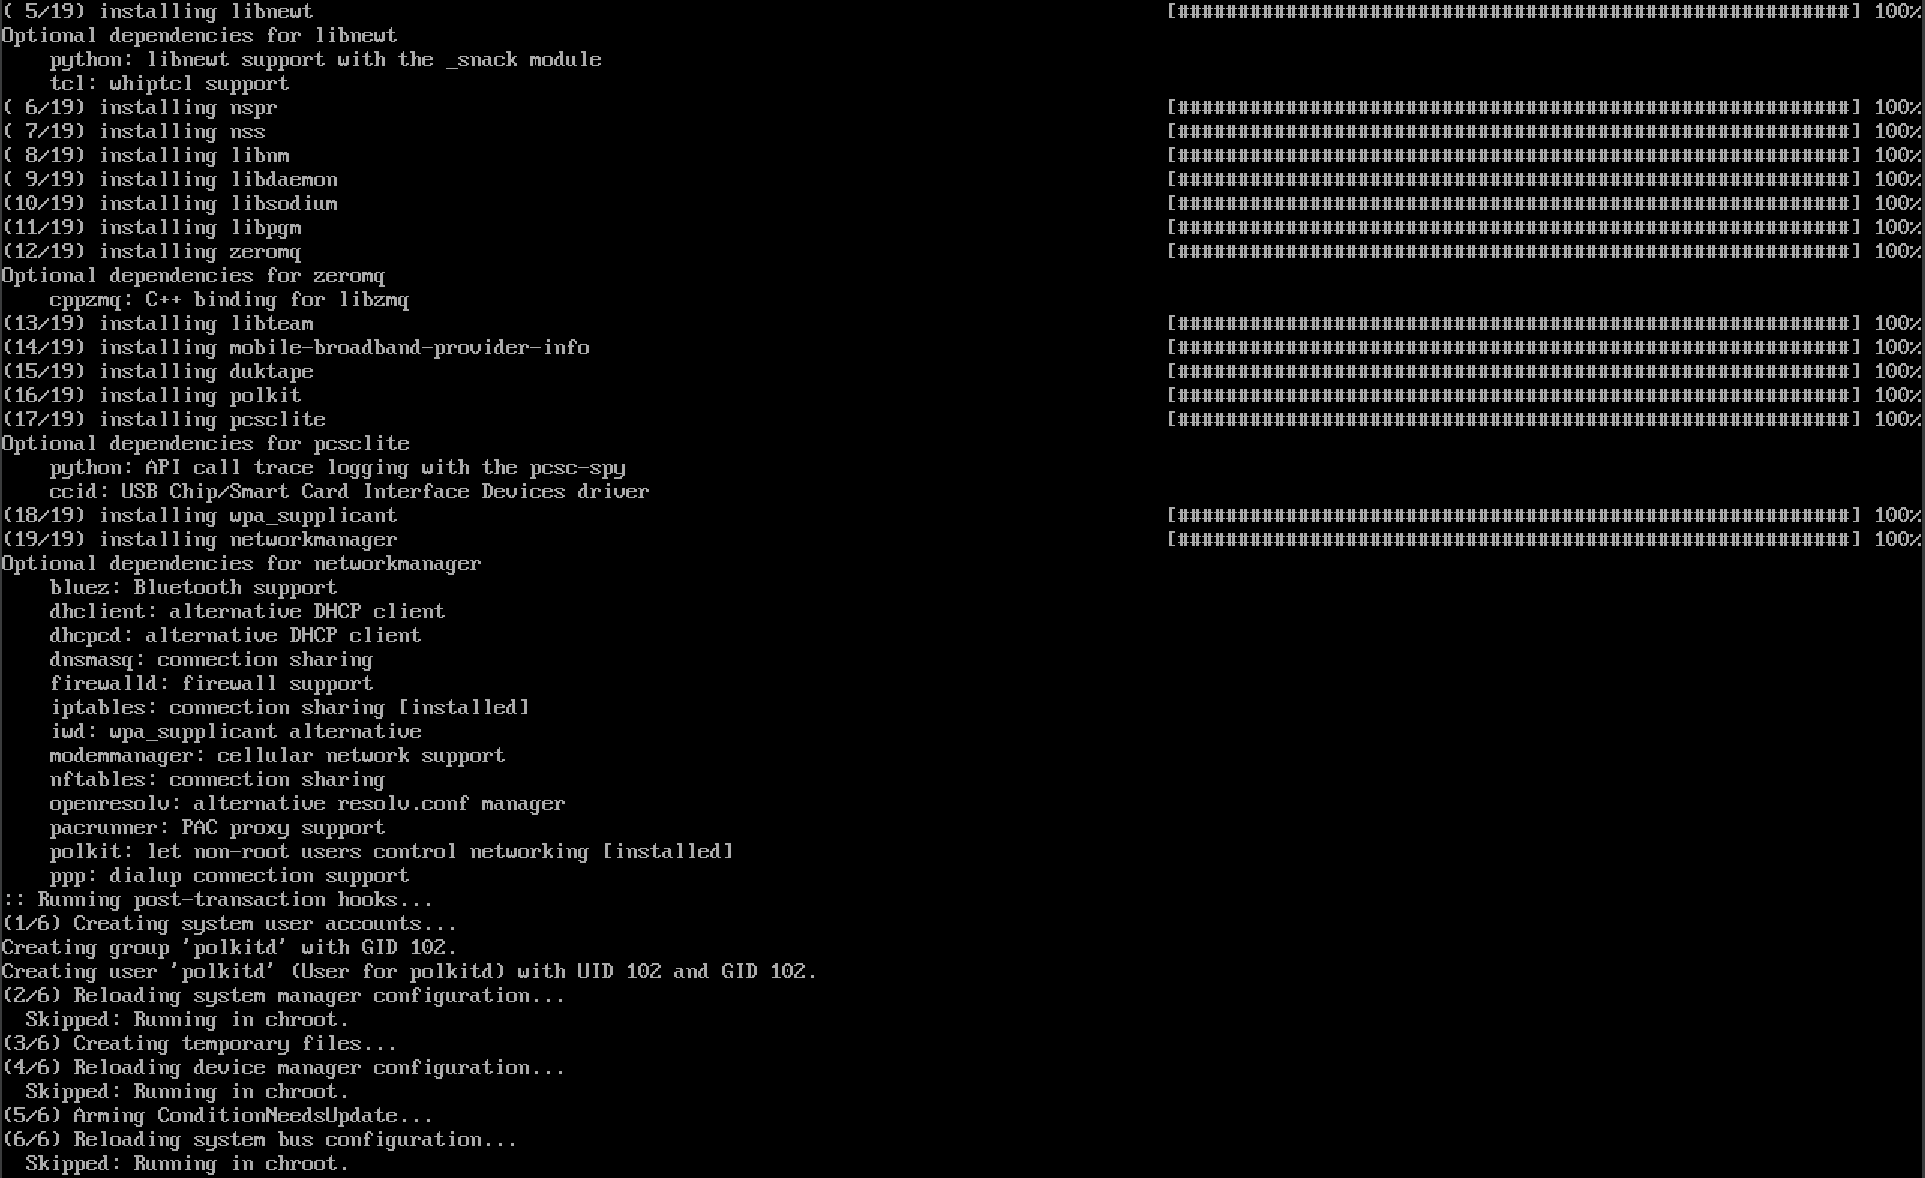 ( 5/19) installing libnewt [########################################################] 100%
Optional dependencies for libnewt
    python: libnewt support with the _snack module
    tcl: whiptcl support
( 6/19) installing nspr [########################################################] 100%
( 7/19) installing nss [########################################################] 100%
( 8/19) installing libnm [########################################################] 100%
( 9/19) installing libdaemon [########################################################] 100%
(10/19) installing libsodium [########################################################] 100%
(11/19) installing libpgm [########################################################] 100%
(12/19) installing zeromq [########################################################] 100%
Optional dependencies for zeromq
    cppzmq: C++ binding for libzmq
(13/19) installing libteam [########################################################] 100%
(14/19) installing mobile-broadband-provider-info [########################################################] 100%
(15/19) installing duktape [########################################################] 100%
(16/19) installing polkit [########################################################] 100%
(17/19) installing pcsclite [########################################################] 100%
Optional dependencies for pcsclite
    python: API call trace logging with the pcsc-spy
    ccid: USB Chip/Smart Card Interface Devices driver
(18/19) installing wpa_supplicant [########################################################] 100%
(19/19) installing networkmanager [########################################################] 100%
Optional dependencies for networkmanager
    bluez: Bluetooth support
    dhclient: alternative DHCP client
    dhcpcd: alternative DHCP client
    dnsmasq: connection sharing
    firewalld: firewall support
    iptables: connection sharing [installed]
    iwd: wpa_supplicant alternative
    modemmanager: cellular network support
    nftables: connection sharing
    openresolv: alternative resolv.conf manager
    pacrunner: PAC proxy support
    polkit: let non-root users control networking [installed]
    ppp: dialup connection support
:: Running post-transaction hooks...
(1/6) Creating system user accounts...
Creating group 'polkitd' with GID 102.
Creating user 'polkitd' (User for polkitd) with UID 102 and GID 102.
(2/6) Reloading system manager configuration...
  Skipped: Running in chroot.
(3/6) Creating temporary files...
(4/6) Reloading device manager configuration...
  Skipped: Running in chroot.
(5/6) Arming ConditionNeedsUpdate...
(6/6) Reloading system bus configuration...
  Skipped: Running in chroot.